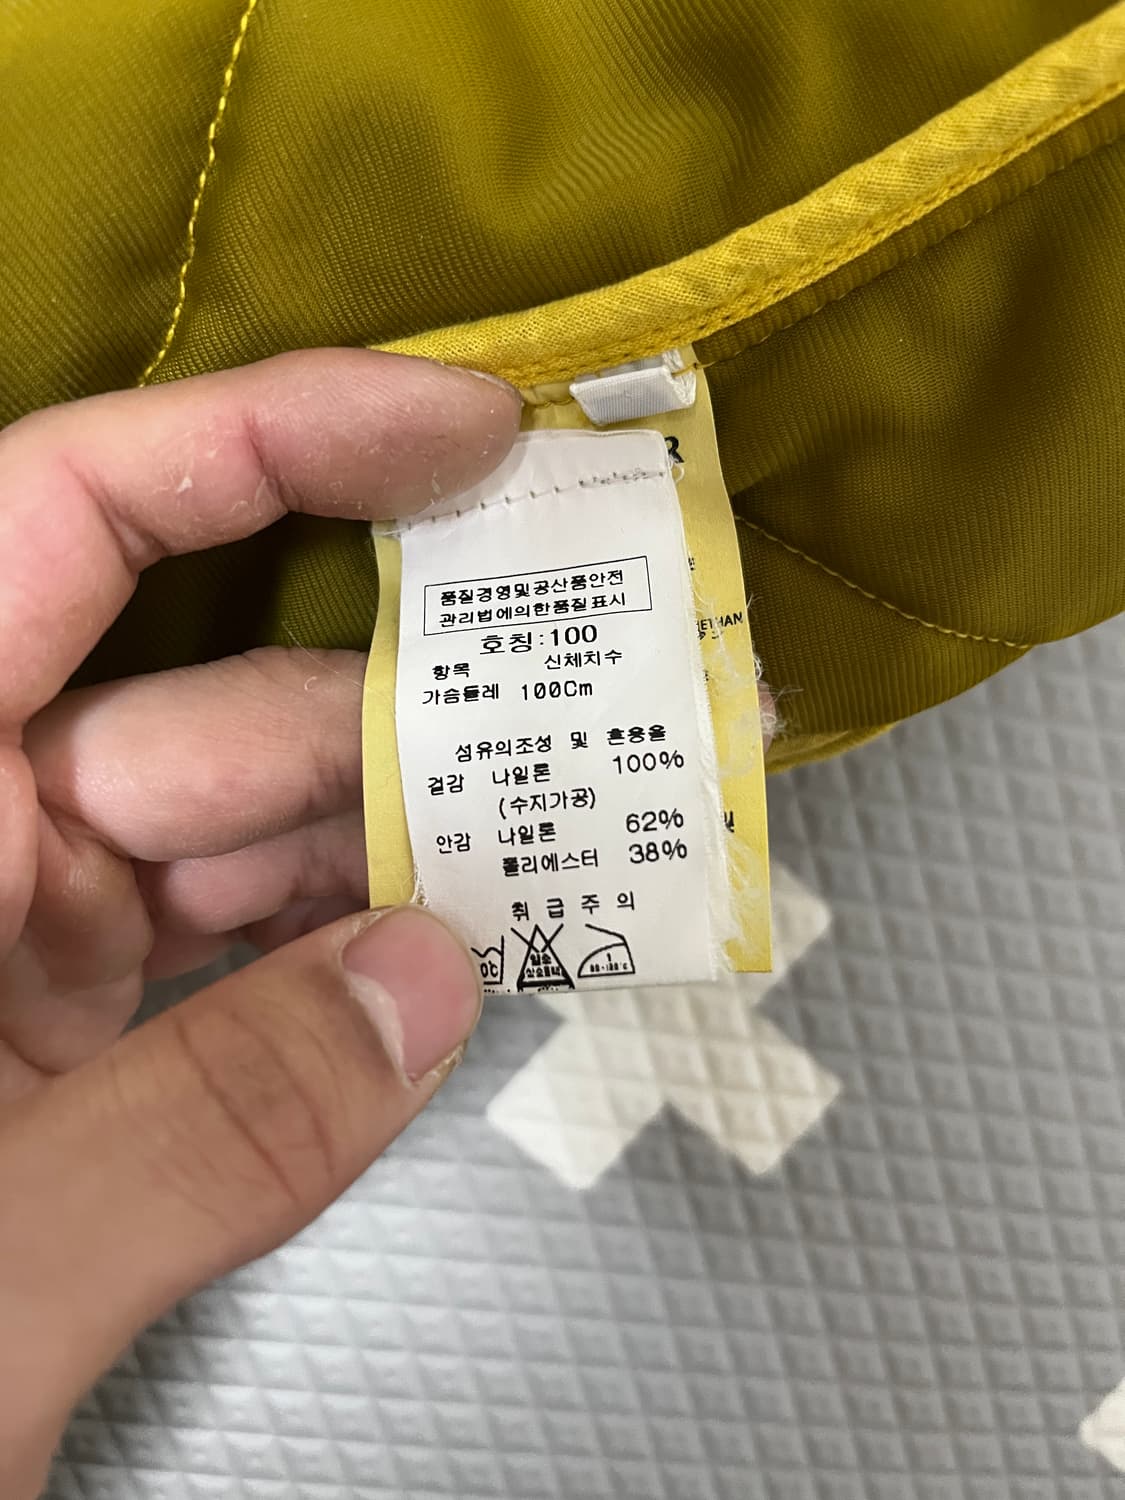 R
품질경영및공산품안전
관리법에의한품질표시
호칭:100
항목 신체치수
가슴둘레 100Cm
섬유의조성 및 혼용율
겉감 나일론 100%
(수지가공)
안감 나일론 62%
폴리에스터 38%
취급주의